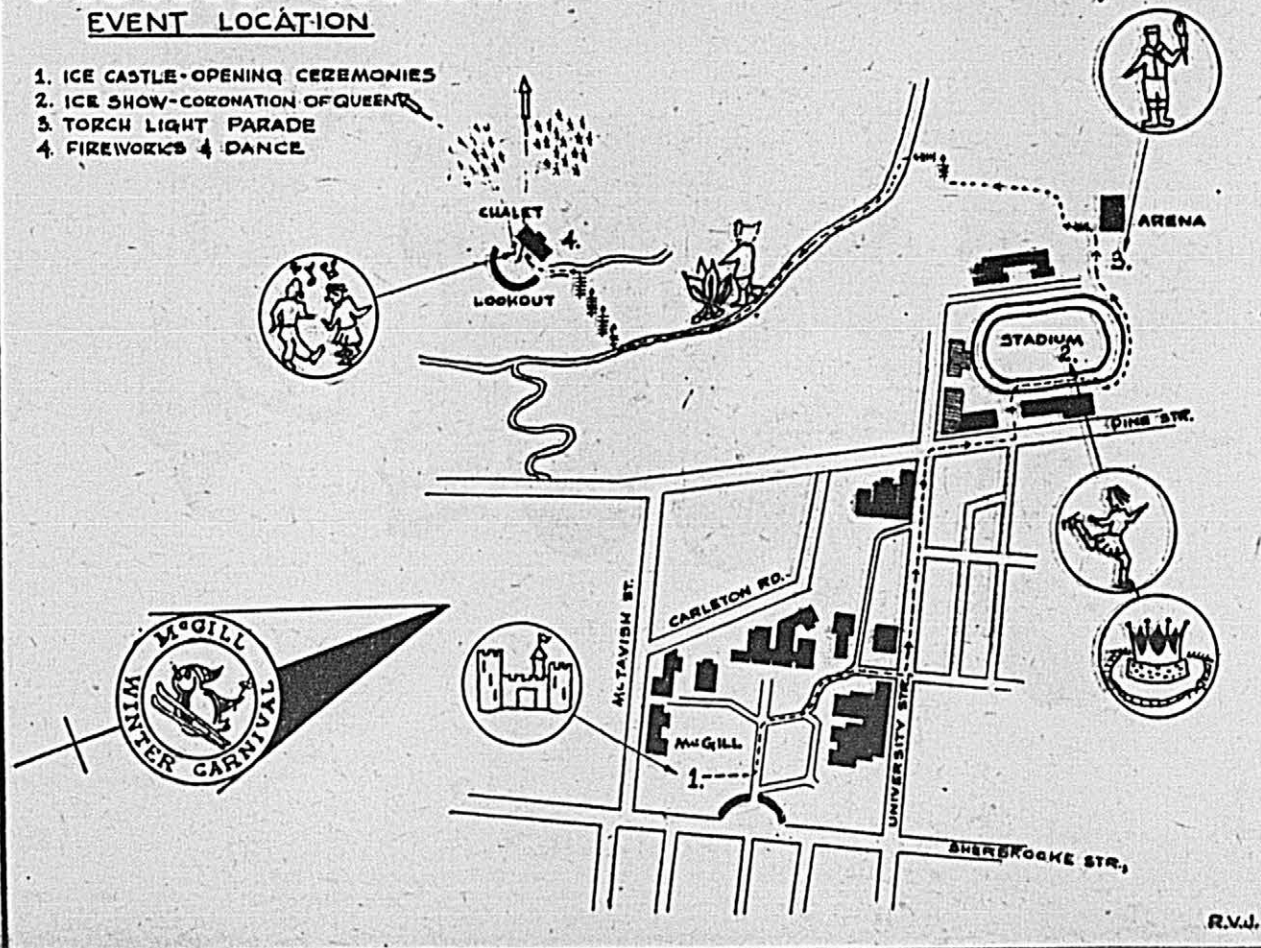 EVENT LOCATION
1. ICE CASTLE-OPENING CEREMONIES
2. ICE SHOW-CORONATION OF QUEEN
3. TORCH LIGHT PARADE
4. FIREWORKS & DANCE
CHALET
4.
LOOKOUT
ARENA
3.
STADIUM
2.
PINE STR.
CARLETON RD.
McTAVISH ST.
McGILL
WINTER CARNIVAL
McGILL
1.
UNIVERSITY STR.
SHERBROOKE STR.,
R.V.J.